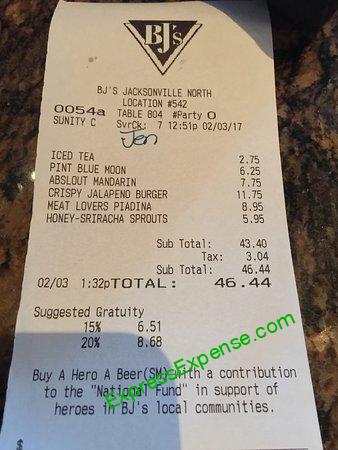 BJ's
BJ'S JACKSONVILLE NORTH
LOCATION #542
0054a TABLE 804 #Party 0
SUNITY C SvrCk: 7 12:51p 02/03/17
Jen
ICED TEA 2.75
PINT BLUE MOON 6.25
ABSLOUT MANDARIN 7.75
CRISPY JALAPENO BURGER 11.75
MEAT LOVERS PIADINA 8.95
HONEY-SRIRACHA SPROUTS 5.95
Sub Total: 43.40
Tax: 3.04
Sub Total: 46.44
02/03 1:32pTOTAL: 46.44
Suggested Gratuity
15% 6.51
20% 8.68
ExpressExpense.com
Buy A Hero A Beer(SM) with a contribution
to the "National Fund" in support of
heroes in BJ's local communities.
$